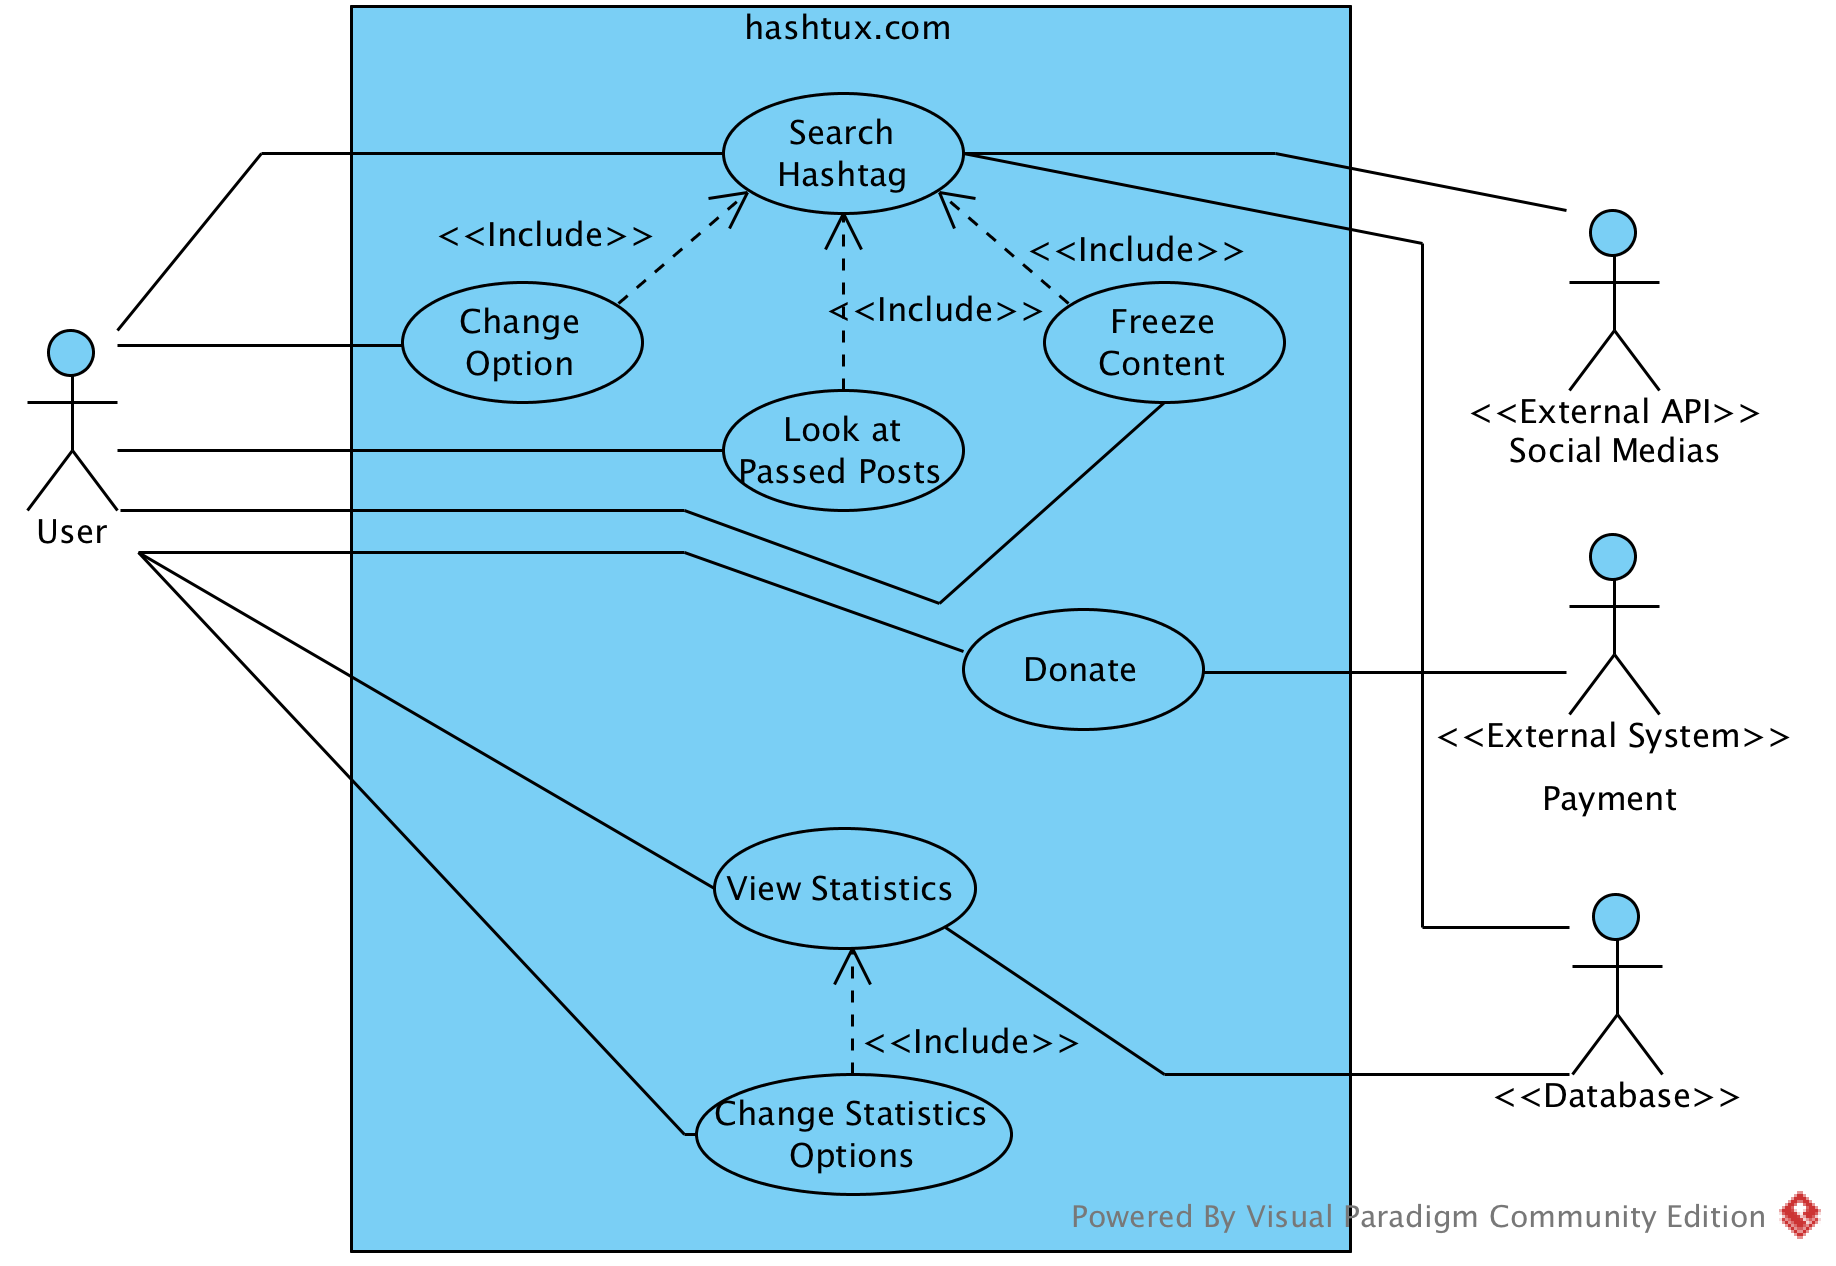 hashtux.com
Search
Hashtag
<<Include>>
<<Include>>
<<Include>>
Change
Option
Freeze
Content
Look at
Passed Posts
User
<<External API>>
Social Medias
Donate
<<External System>>
Payment
View Statistics
<<Include>>
Change Statistics
Options
<<Database>>
Powered By Visual Paradigm Community Edition